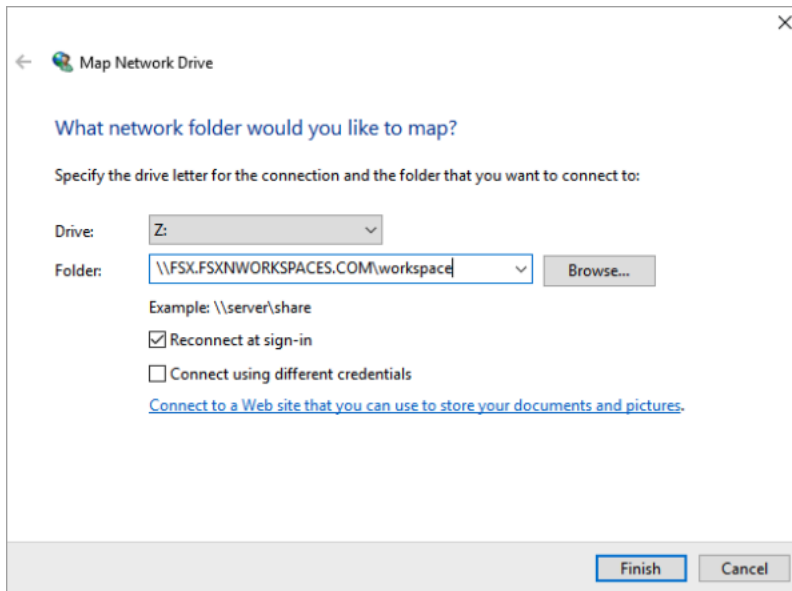 Map Network Drive
What network folder would you like to map?
Specify the drive letter for the connection and the folder that you want to connect to:
Drive: Z:
Folder: \\FSX.FSXNWORKSPACES.COM\workspace Browse...
Example: \\server\share
Reconnect at sign-in
Connect using different credentials
Connect to a Web site that you can use to store your documents and pictures.
Finish Cancel